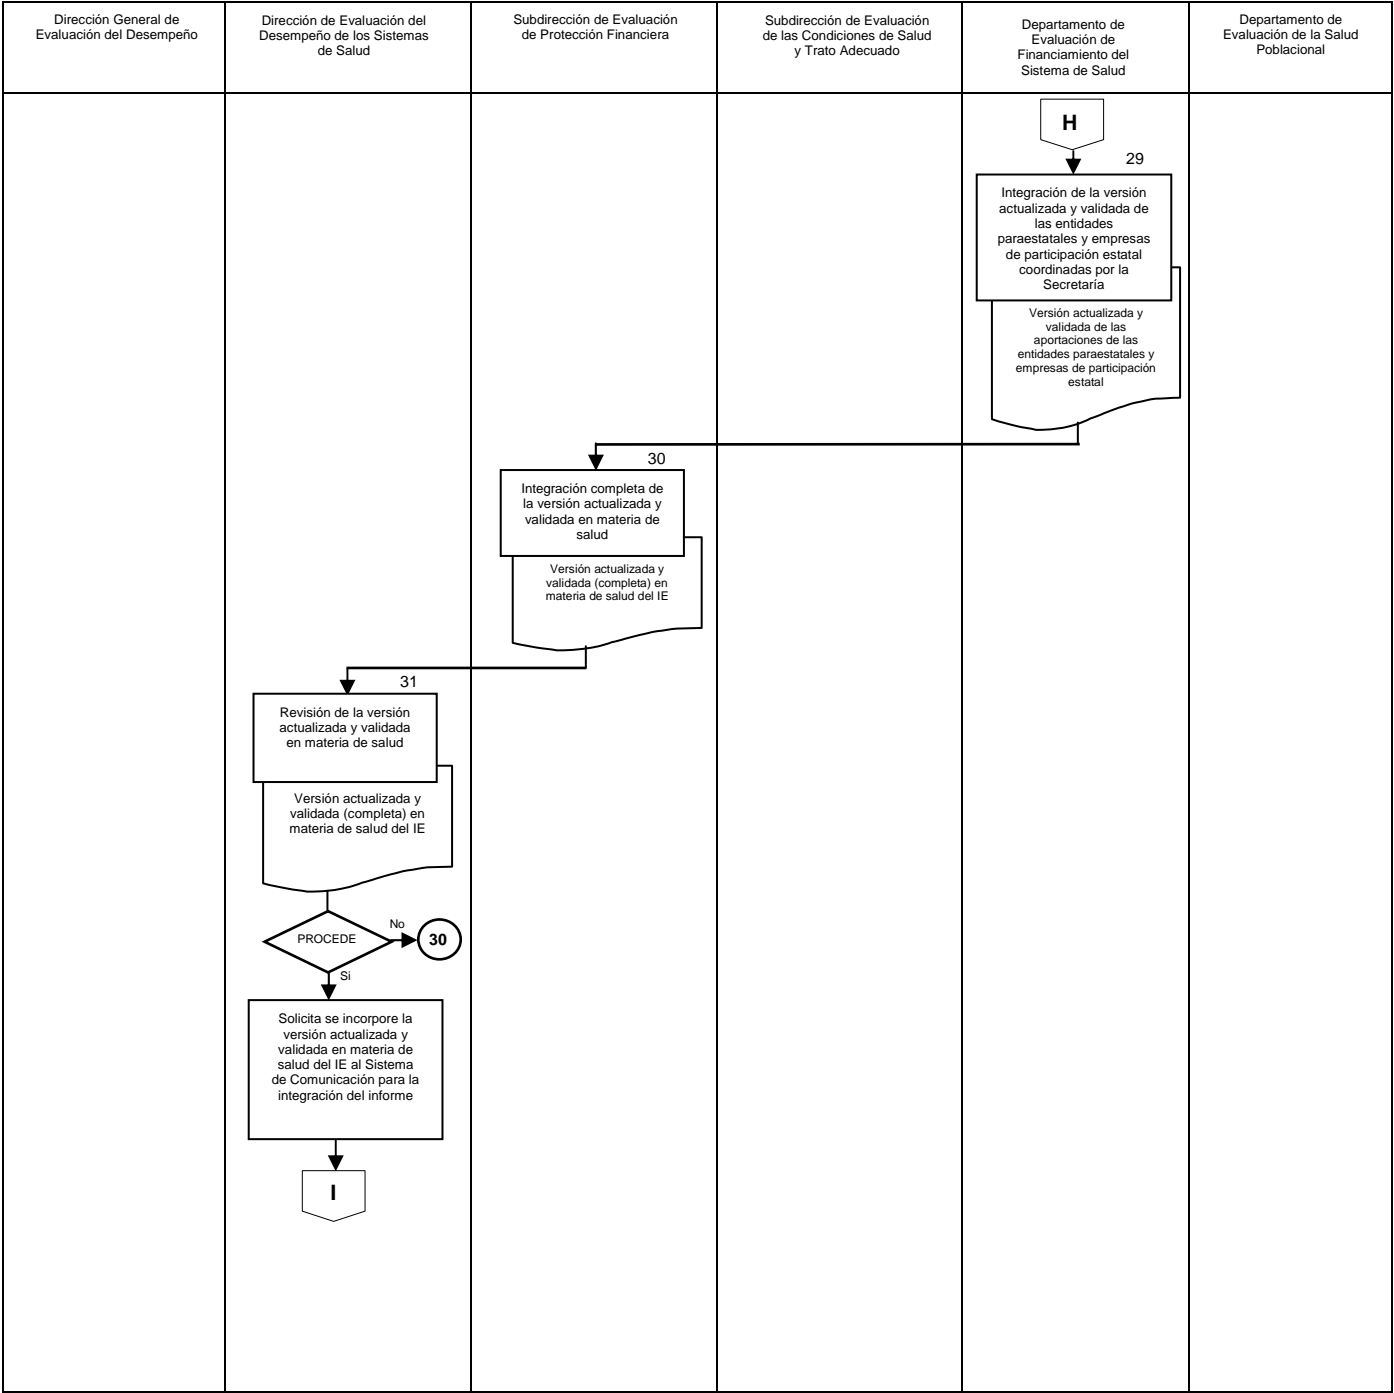 Dirección General de
Evaluación del Desempeño
Dirección de Evaluación del
Desempeño de los Sistemas
de Salud
Subdirección de Evaluación
de Protección Financiera
Subdirección de Evaluación
de las Condiciones de Salud
y Trato Adecuado
Departamento de
Evaluación de
Financiamiento del
Sistema de Salud
Departamento de
Evaluación de la Salud
Poblacional
H
29
Integración de la versión
actualizada y validada de
las entidades
paraestatales y empresas
de participación estatal
coordinadas por la
Secretaría
Versión actualizada y
validada de las
aportaciones de las
entidades paraestatales y
empresas de participación
estatal
30
Integración completa de
la versión actualizada y
validada en materia de
salud
Versión actualizada y
validada (completa) en
materia de salud del IE
31
Revisión de la versión
actualizada y validada
en materia de salud
Versión actualizada y
validada (completa) en
materia de salud del IE
PROCEDE
No
30
Si
Solicita se incorpore la
versión actualizada y
validada en materia de
salud del IE al Sistema
de Comunicación para la
integración del informe
I